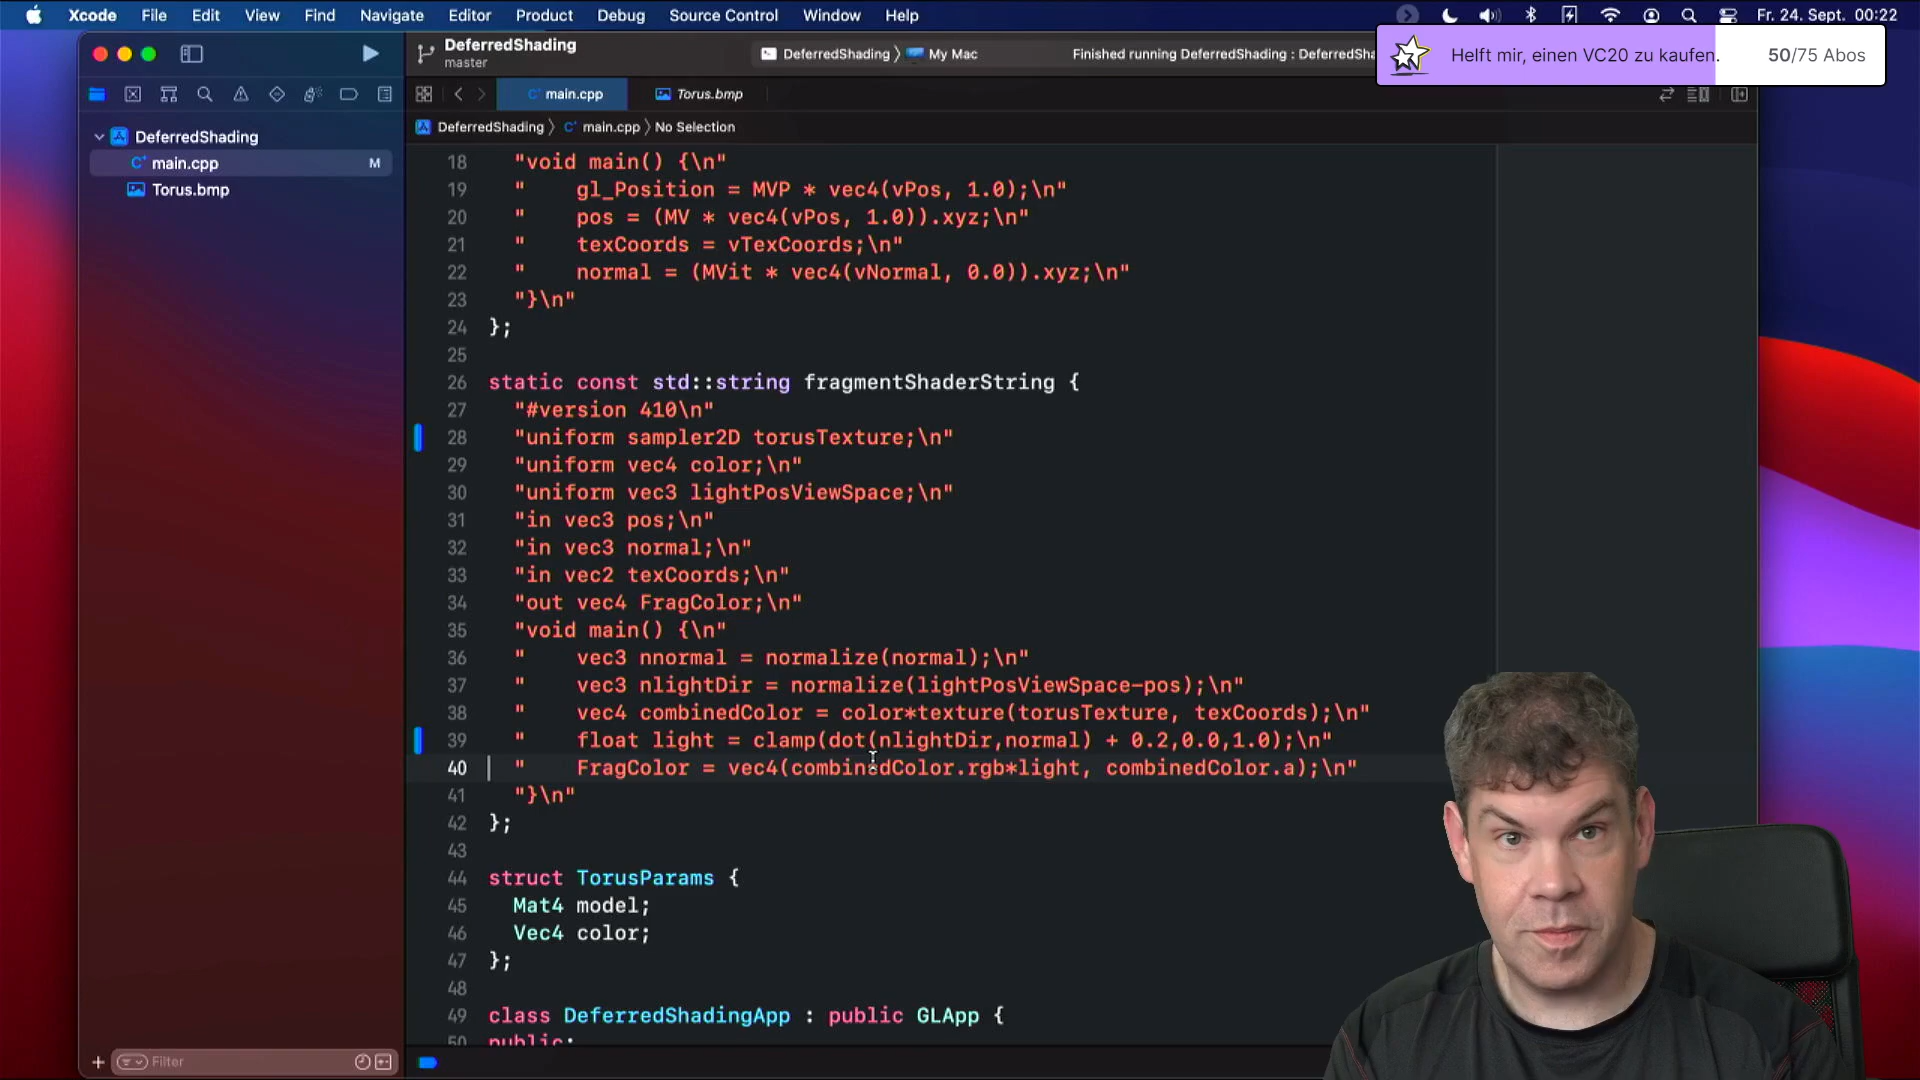 Xcode File Edit View Find Navigate Editor Product Debug Source Control Window Help Fr. 24. Sept. 00:22
Helft mir, einen VC20 zu kaufen. 50/75 Abos
DeferredShading
master
DeferredShading 〉 My Mac
Finished running DeferredShading : DeferredSha
main.cpp
Torus.bmp
DeferredShading 〉 main.cpp 〉 No Selection
DeferredShading
main.cpp M
Torus.bmp
18 "void main() {\n"
19 "    gl_Position = MVP * vec4(vPos, 1.0);\n"
20 "    pos = (MV * vec4(vPos, 1.0)).xyz;\n"
21 "    texCoords = vTexCoords;\n"
22 "    normal = (MVit * vec4(vNormal, 0.0)).xyz;\n"
23 "}\n"
24 };
25
26 static const std::string fragmentShaderString {
27 "#version 410\n"
28 "uniform sampler2D torusTexture;\n"
29 "uniform vec4 color;\n"
30 "uniform vec3 lightPosViewSpace;\n"
31 "in vec3 pos;\n"
32 "in vec3 normal;\n"
33 "in vec2 texCoords;\n"
34 "out vec4 FragColor;\n"
35 "void main() {\n"
36 "    vec3 nnormal = normalize(normal);\n"
37 "    vec3 nlightDir = normalize(lightPosViewSpace-pos);\n"
38 "    vec4 combinedColor = color*texture(torusTexture, texCoords);\n"
39 "    float light = clamp(dot(nlightDir,normal) + 0.2,0.0,1.0);\n"
40 "    FragColor = vec4(combinedColor.rgb*light, combinedColor.a);\n"
41 "}\n"
42 };
43
44 struct TorusParams {
45 Mat4 model;
46 Vec4 color;
47 };
48
49 class DeferredShadingApp : public GLApp {
50 public:
Filter